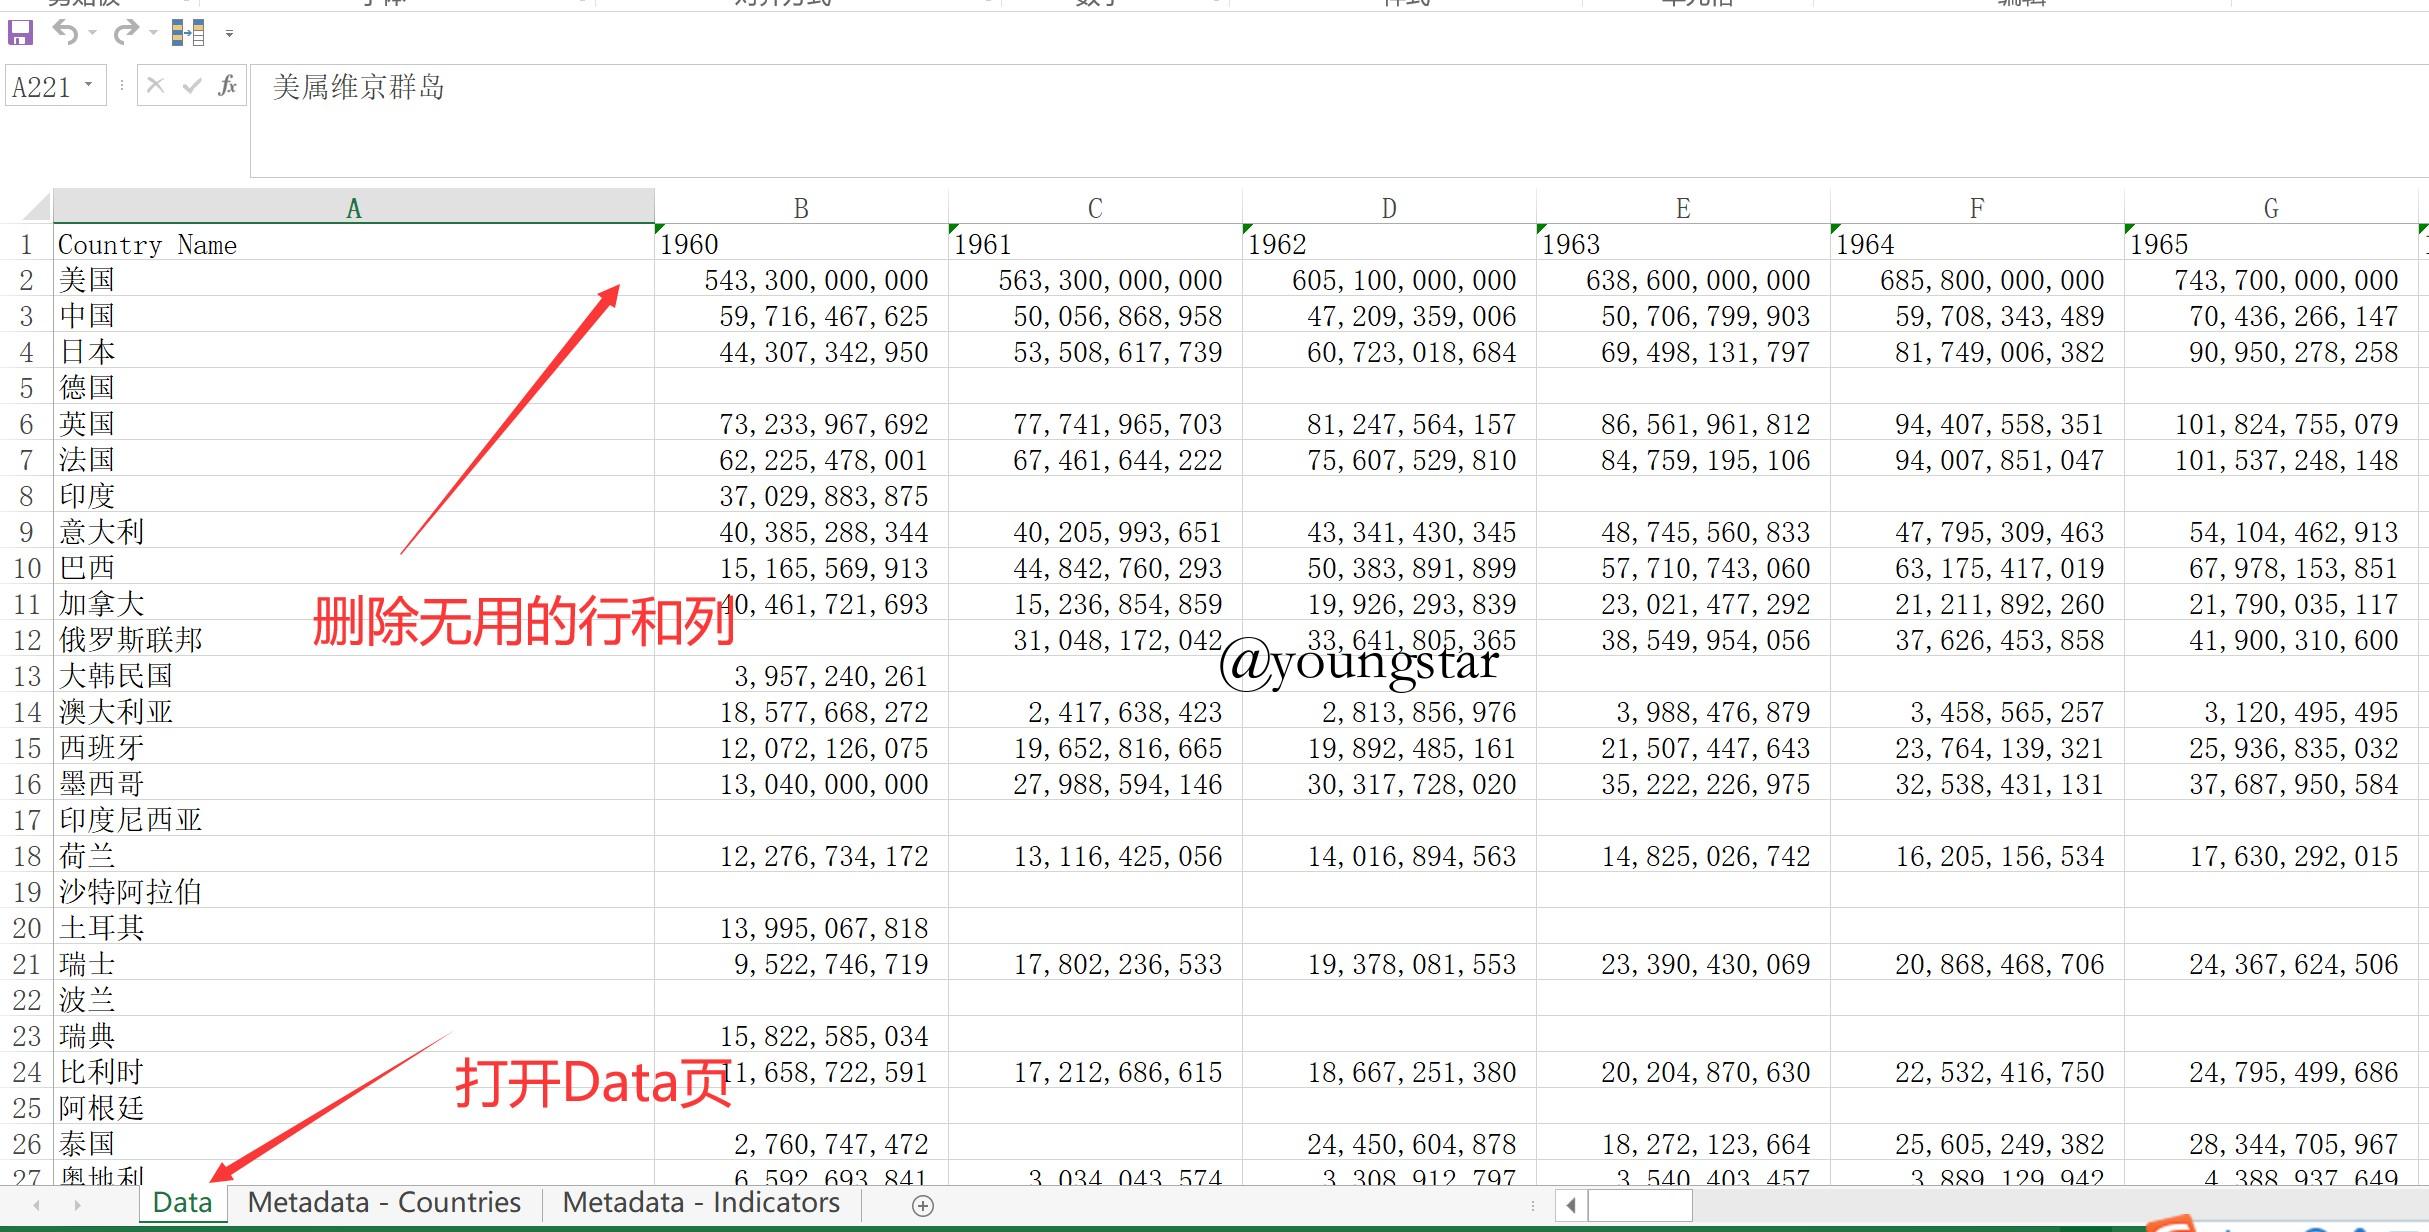 A221
fx
美属维京群岛
A B C D E F G
1 Country Name 1960 1961 1962 1963 1964 1965
2 美国 543,300,000,000 563,300,000,000 605,100,000,000 638,600,000,000 685,800,000,000 743,700,000,000
3 中国 59,716,467,625 50,056,868,958 47,209,359,006 50,706,799,903 59,708,343,489 70,436,266,147
4 日本 44,307,342,950 53,508,617,739 60,723,018,684 69,498,131,797 81,749,006,382 90,950,278,258
5 德国
6 英国 73,233,967,692 77,741,965,703 81,247,564,157 86,561,961,812 94,407,558,351 101,824,755,079
7 法国 62,225,478,001 67,461,644,222 75,607,529,810 84,759,195,106 94,007,851,047 101,537,248,148
8 印度 37,029,883,875
9 意大利 40,385,288,344 40,205,993,651 43,341,430,345 48,745,560,833 47,795,309,463 54,104,462,913
10 巴西 15,165,569,913 44,842,760,293 50,383,891,899 57,710,743,060 63,175,417,019 67,978,153,851
11 加拿大 40,461,721,693 15,236,854,859 19,926,293,839 23,021,477,292 21,211,892,260 21,790,035,117
删除无用的行和列
12 俄罗斯联邦 31,048,172,042 33,641,805,365 38,549,954,056 37,626,453,858 41,900,310,600
@youngstar
13 大韩民国 3,957,240,261
14 澳大利亚 18,577,668,272 2,417,638,423 2,813,856,976 3,988,476,879 3,458,565,257 3,120,495,495
15 西班牙 12,072,126,075 19,652,816,665 19,892,485,161 21,507,447,643 23,764,139,321 25,936,835,032
16 墨西哥 13,040,000,000 27,988,594,146 30,317,728,020 35,222,226,975 32,538,431,131 37,687,950,584
17 印度尼西亚
18 荷兰 12,276,734,172 13,116,425,056 14,016,894,563 14,825,026,742 16,205,156,534 17,630,292,015
19 沙特阿拉伯
20 土耳其 13,995,067,818
21 瑞士 9,522,746,719 17,802,236,533 19,378,081,553 23,390,430,069 20,868,468,706 24,367,624,506
22 波兰
23 瑞典 15,822,585,034
24 比利时 11,658,722,591 17,212,686,615 18,667,251,380 20,204,870,630 22,532,416,750 24,795,499,686
打开Data页
25 阿根廷
26 泰国 2,760,747,472 24,450,604,878 18,272,123,664 25,605,249,382 28,344,705,967
27 奥地利 6,592,693,841 3,034,043,574 3,308,912,797 3,540,403,457 3,889,129,942 4,388,937,649
Data Metadata - Countries Metadata - Indicators